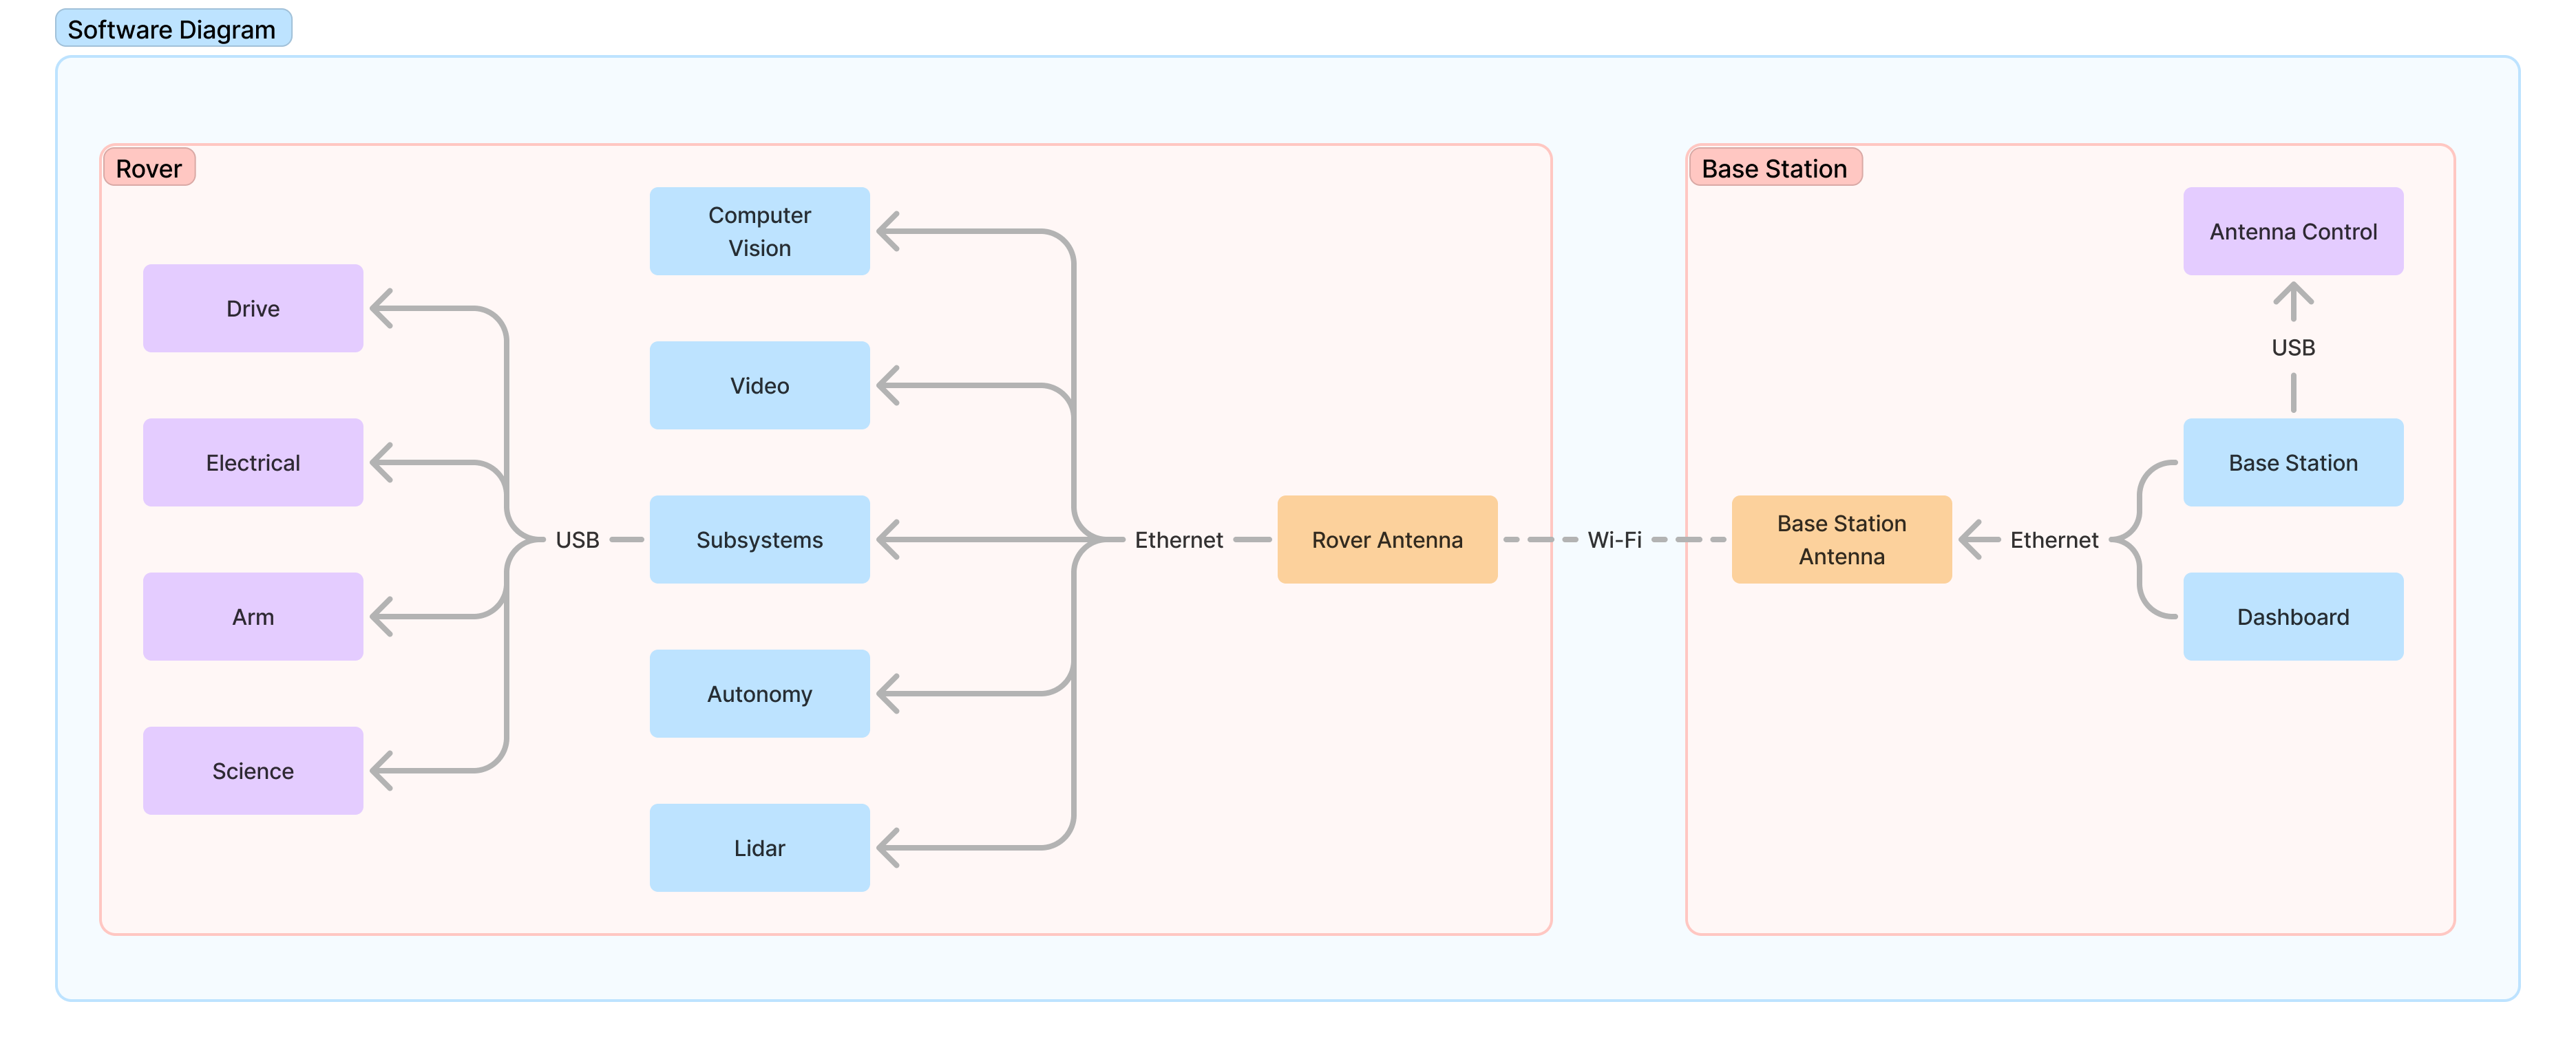 Software Diagram
Rover
Computer
Vision
Drive
Video
Electrical
USB
Subsystems
Ethernet
Rover Antenna
Arm
Autonomy
Science
Lidar
Wi-Fi
Base Station
Antenna Control
USB
Base Station
Base Station
Antenna
Ethernet
Dashboard